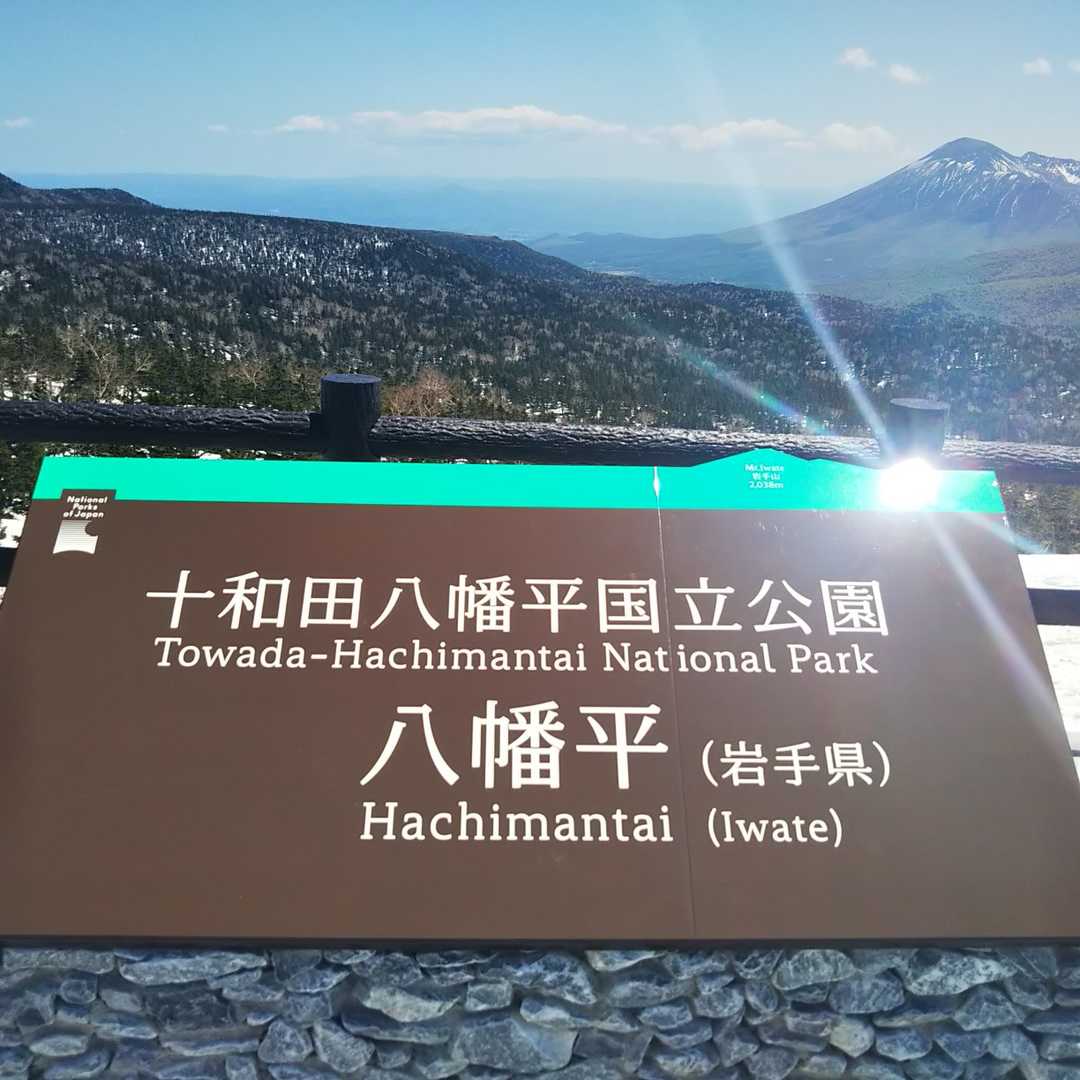 Mt.Iwate
岩手山
2,038m
National
Parks
of Japan
十和田八幡平国立公園
Towada-Hachimantai National Park
八幡平 (岩手県)
Hachimantai (Iwate)